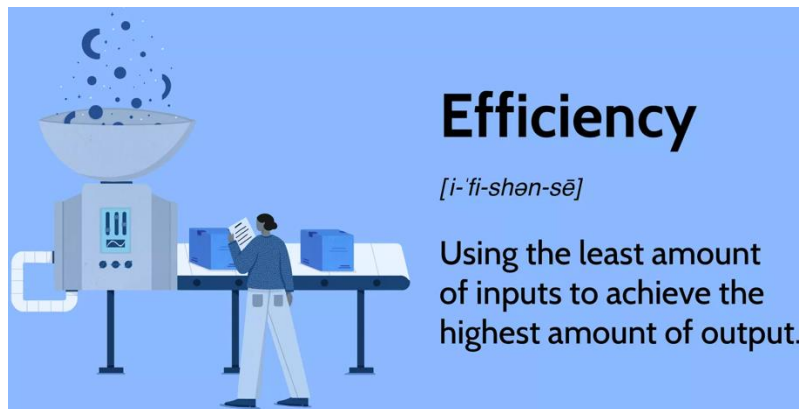 Efficiency
[i-ˈfi-shən-sē]
Using the least amount
of inputs to achieve the
highest amount of output.